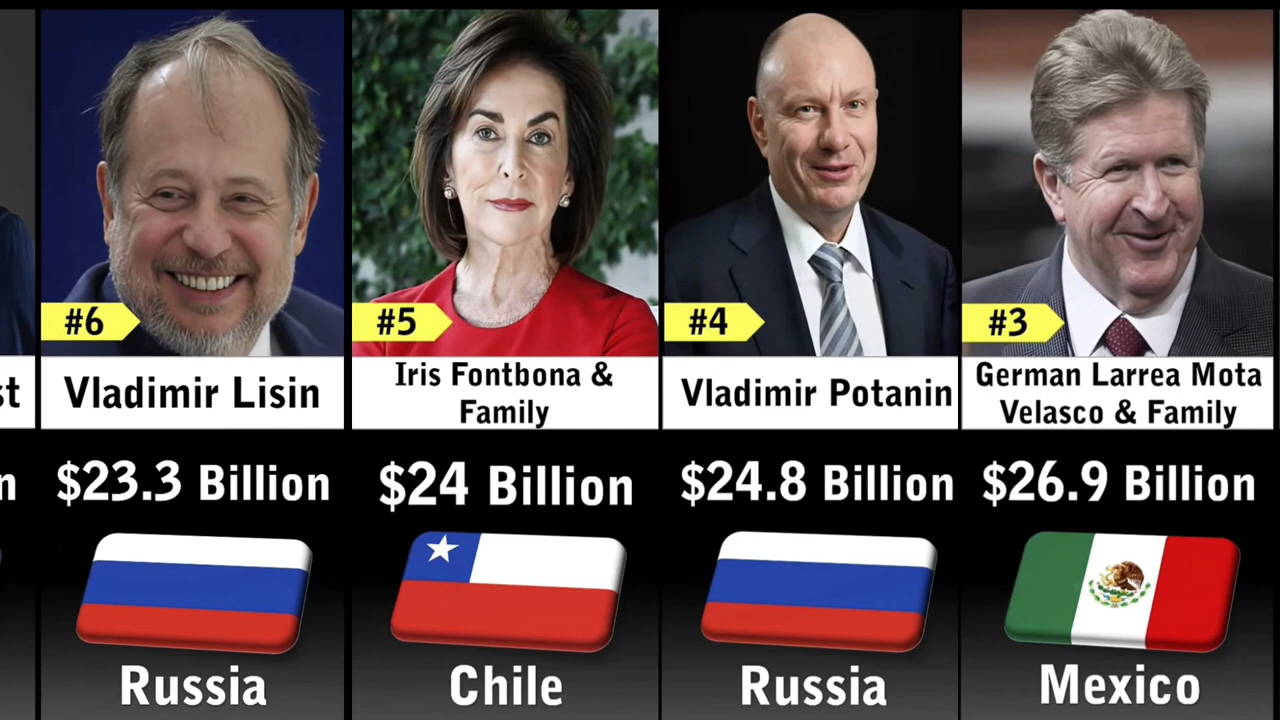 #6
#5
#4
#3
st
Vladimir Lisin
Iris Fontbona &
Family
Vladimir Potanin
German Larrea Mota
Velasco & Family
n
$23.3 Billion
$24 Billion
$24.8 Billion
$26.9 Billion
Russia
Chile
Russia
Mexico